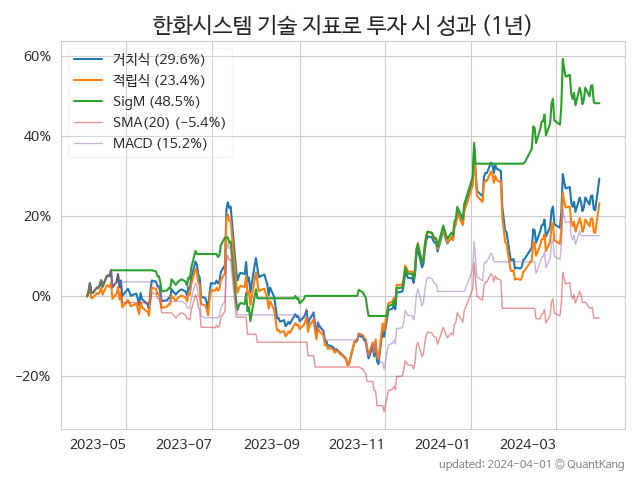 한화시스템 기술 지표로 투자 시 성과 (1년)
거치식 (29.6%)
적립식 (23.4%)
SigM (48.5%)
SMA(20) (−5.4%)
MACD (15.2%)
60%
40%
20%
0%
−20%
2023-05 2023-07 2023-09 2023-11 2024-01 2024-03
updated: 2024-04-01 © QuantKang